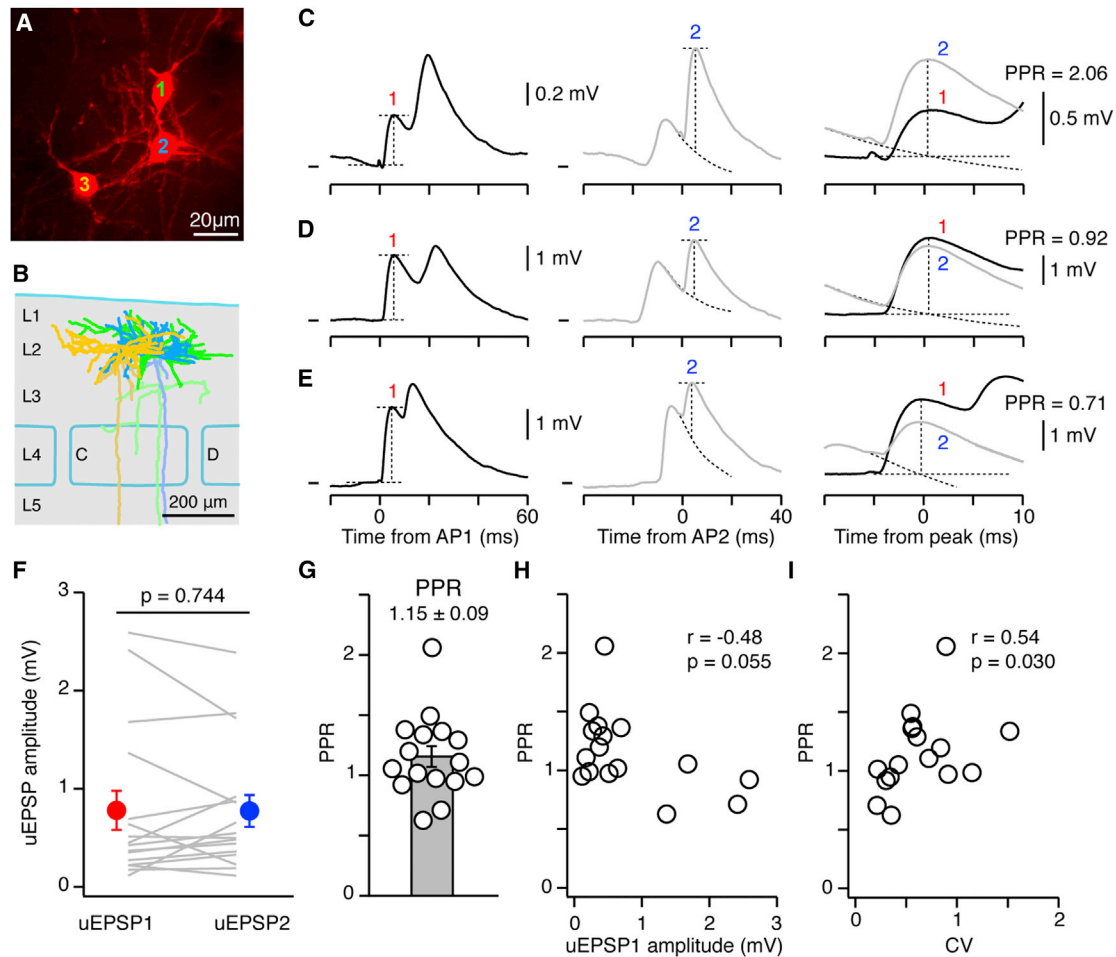 A
1
2
3
20µm
B
L1
L2
L3
L4
C
D
L5
200 µm
C
1
0.2 mV
2
2
1
PPR = 2.06
0.5 mV
D
1
1 mV
2
1
2
PPR = 0.92
1 mV
E
1
1 mV
2
1
2
PPR = 0.71
1 mV
0 60
Time from AP1 (ms)
0 40
Time from AP2 (ms)
0 10
Time from peak (ms)
F
p = 0.744
3
2
1
0
uEPSP amplitude (mV)
uEPSP1 uEPSP2
G
PPR
1.15 ± 0.09
2
1
0
PPR
H
r = -0.48
p = 0.055
2
1
0
PPR
0 1 2 3
uEPSP1 amplitude (mV)
I
r = 0.54
p = 0.030
2
1
0
PPR
0 1 2
CV